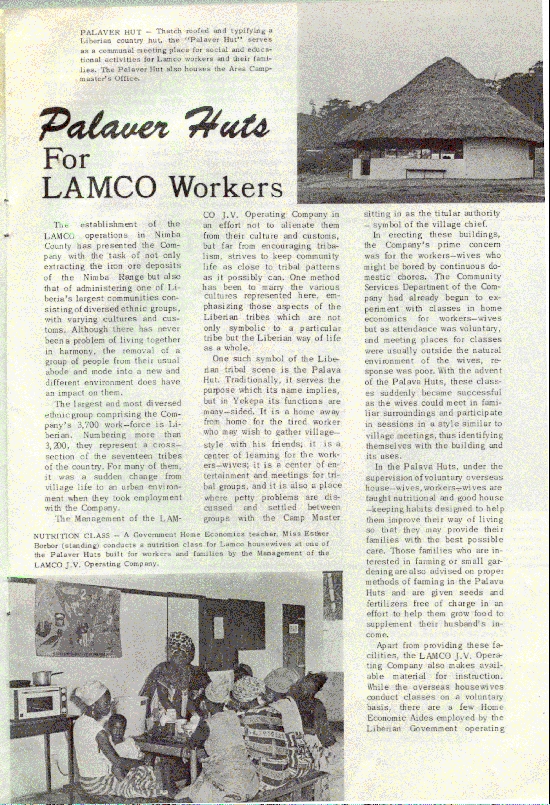 PALAVER HUT — Thatch roofed and typifying a
Liberian country hut, the "Palaver Hut" serves
as a communal meeting place for social and educa-
tional activities for Lamco workers and their fami-
lies. The Palaver Hut also houses the Area Camp-
master's Office.
Palaver Huts
For
LAMCO Workers
The establishment of the
LAMCO operations in Nimba
County has presented the Com-
pany with the task of not only
extracting the iron ore deposits
of the Nimba Range but also
that of administering one of Li-
beria's largest communities con-
sisting of diversed ethnic groups,
with varying cultures and cus-
toms. Although there has never
been a problem of living together
in harmony, the removal of a
group of people from their usual
abode and mode into a new and
different environment does have
an impact on them.
The largest and most diversed
ethnic group comprising the Com-
pany's 3,700 work-force is Li-
berian. Numbering more than
3,200, they represent a cross-
section of the seventeen tribes
of the country. For many of them,
it was a sudden change from
village life to an urban environ-
ment when they took employment
with the Company.
The Management of the LAM-
CO J.V. Operating Company in
an effort not to alienate them
from their culture and customs,
but far from encouraging triba-
lism, strives to keep community
life as close to tribal patterns
as it possibly can. One method
has been to marry the various
cultures represented here, em-
phasizing those aspects of the
Liberian tribes which are not
only symbolic to a particular
tribe but the Liberian way of life
as a whole.
One such symbol of the Libe-
rian tribal scene is the Palava
Hut. Traditionally, it serves the
purpose which its name implies,
but in Yekepa its functions are
many-sided. It is a home away
from home for the tired worker
who may wish to gather village-
style with his friends; it is a
center of learning for the work-
ers-wives; it is a center of en-
tertainment and meetings for tri-
bal groups, and it is also a place
where petty problems are dis-
cussed and settled between
groups with the Camp Master
sitting in as the titular authority
- symbol of the village chief.
In erecting these buildings,
the Company's prime concern
was for the workers-wives who
might be bored by continuous do-
mestic chores. The Community
Services Department of the Com-
pany had already begun to ex-
periment with classes in home
economics for workers-wives
but as attendance was voluntary,
and meeting places for classes
were usually outside the natural
environment of the wives, re-
sponse was poor. With the advent
of the Palava Huts, these class-
es suddenly became successful
as the wives could meet in fami-
liar surroundings and participate
in sessions in a style similar to
village meetings, thus identifying
themselves with the building and
its uses.
In the Palava Huts, under the
supervision of voluntary overseas
house-wives, workers-wives are
taught nutritional and good house
-keeping habits designed to help
them improve their way of living
so that they may provide their
families with the best possible
care. Those families who are in-
terested in farming or small gar-
dening are also advised on proper
methods of farming in the Palava
Huts and are given seeds and
fertilizers free of charge in an
effort to help them grow food to
supplement their husband's in-
come.
Apart from providing these fa-
cilities, the LAMCO J.V. Opera-
ting Company also makes avail-
able material for instruction.
While the overseas housewives
conduct classes on a voluntary
basis, there are a few Home
Economic Aides employed by the
Liberian Government operating
NUTRITION CLASS — A Government Home Economics teacher, Miss Esther
Borbor (standing) conducts a nutrition class for Lamco housewives at one of
the Palaver Huts built for workers and families by the Management of the
LAMCO J.V. Operating Company.